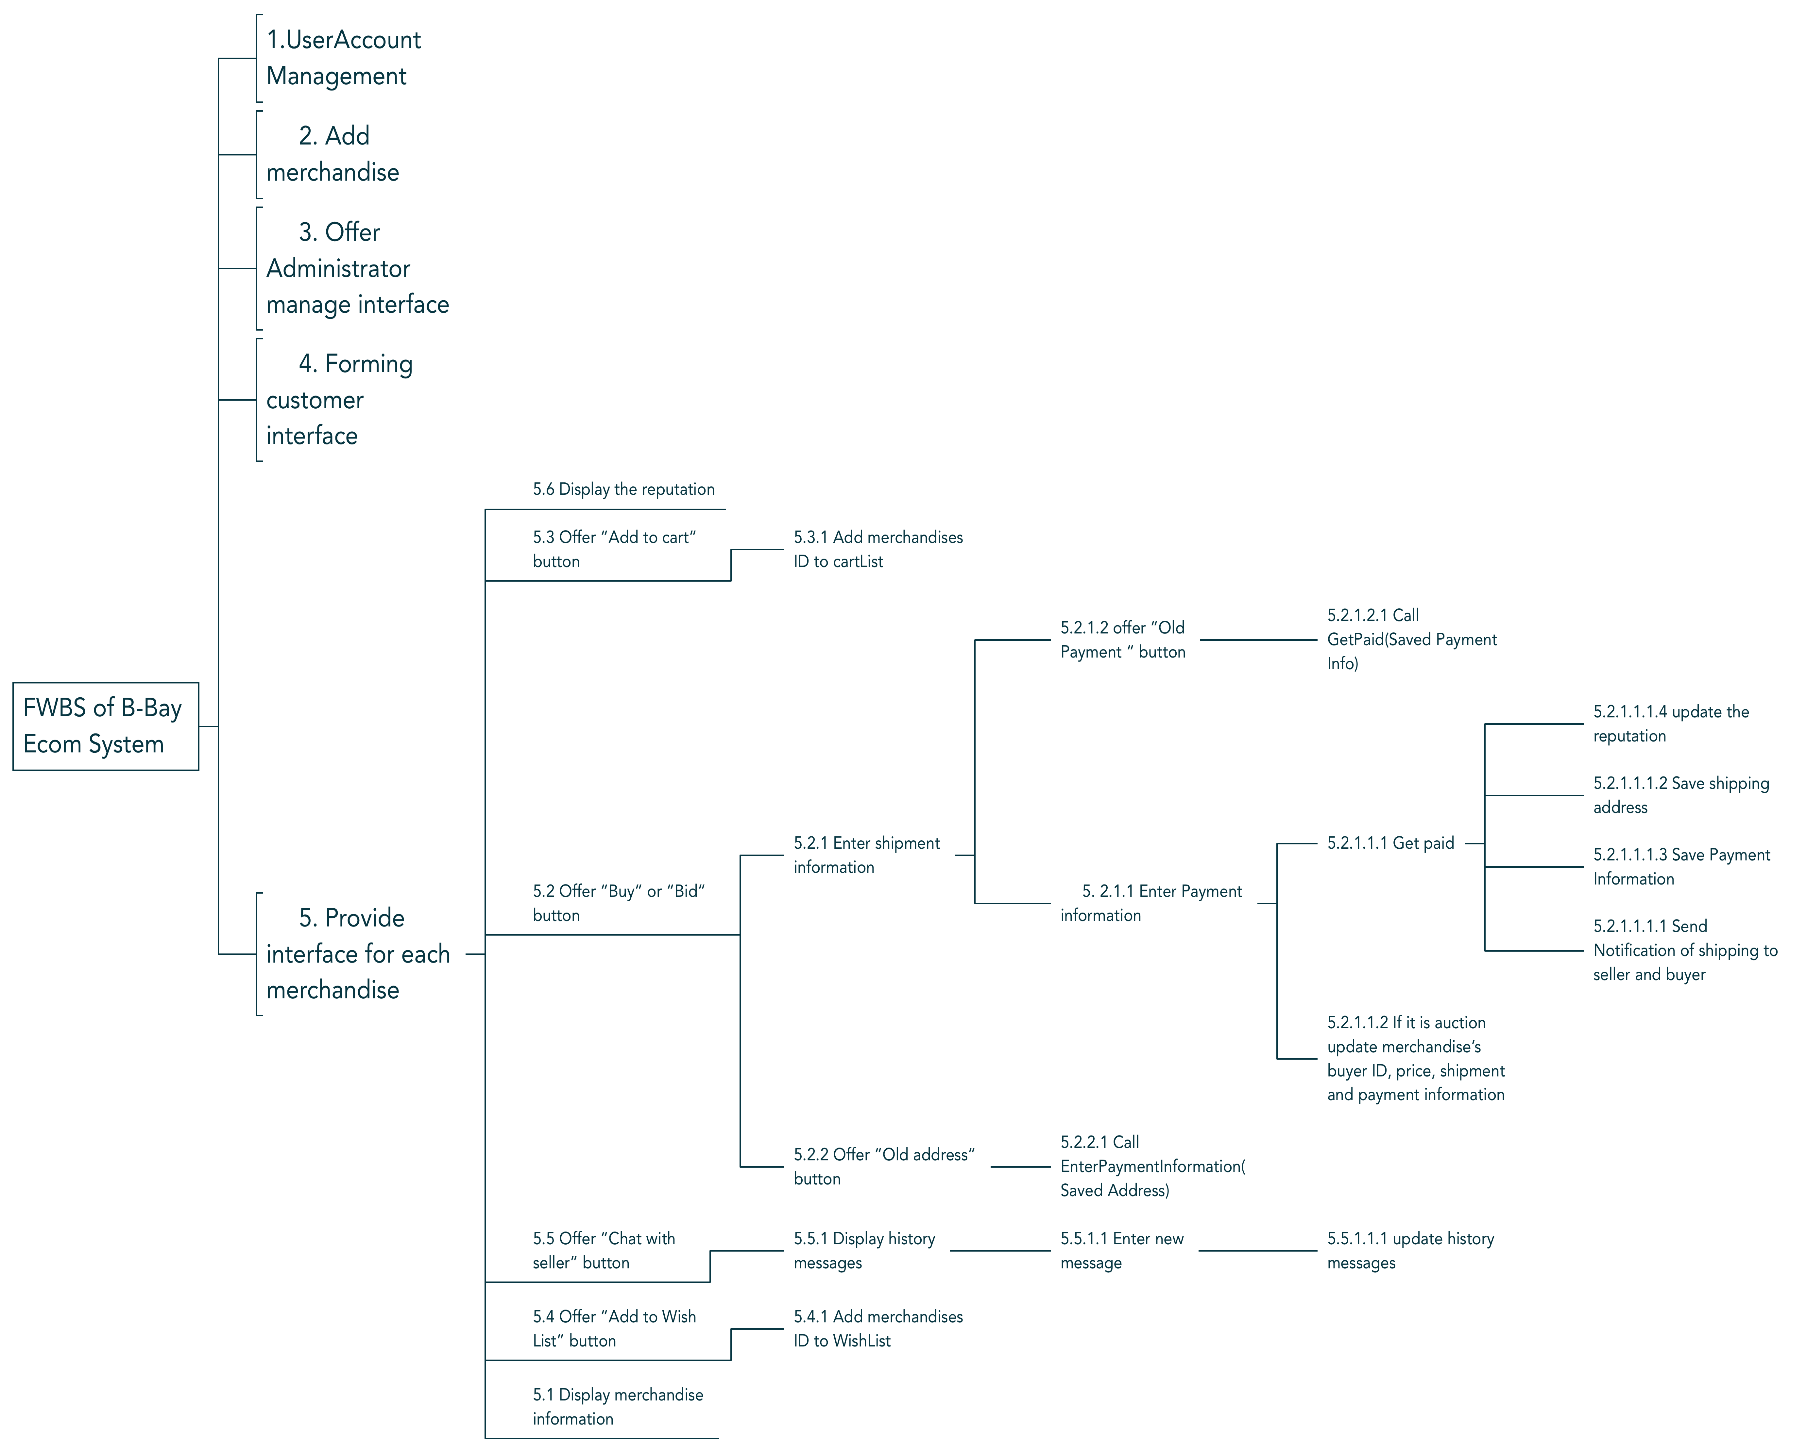 1.UserAccount
Management
2. Add
merchandise
3. Offer
Administrator
manage interface
4. Forming
customer
interface
FWBS of B-Bay
Ecom System
5. Provide
interface for each
merchandise
5.6 Display the reputation
5.3 Offer “Add to cart“
button
5.3.1 Add merchandises
ID to cartList
5.2 Offer “Buy“ or “Bid“
button
5.2.1 Enter shipment
information
5.2.1.2 offer “Old
Payment “ button
5.2.1.2.1 Call
GetPaid(Saved Payment
Info)
5. 2.1.1 Enter Payment
information
5.2.1.1.1 Get paid
5.2.1.1.1.4 update the
reputation
5.2.1.1.1.2 Save shipping
address
5.2.1.1.1.3 Save Payment
Information
5.2.1.1.1.1 Send
Notification of shipping to
seller and buyer
5.2.1.1.2 If it is auction
update merchandise’s
buyer ID, price, shipment
and payment information
5.2.2 Offer “Old address“
button
5.2.2.1 Call
EnterPaymentInformation(
Saved Address)
5.5 Offer “Chat with
seller“ button
5.5.1 Display history
messages
5.5.1.1 Enter new
message
5.5.1.1.1 update history
messages
5.4 Offer “Add to Wish
List“ button
5.4.1 Add merchandises
ID to WishList
5.1 Display merchandise
information